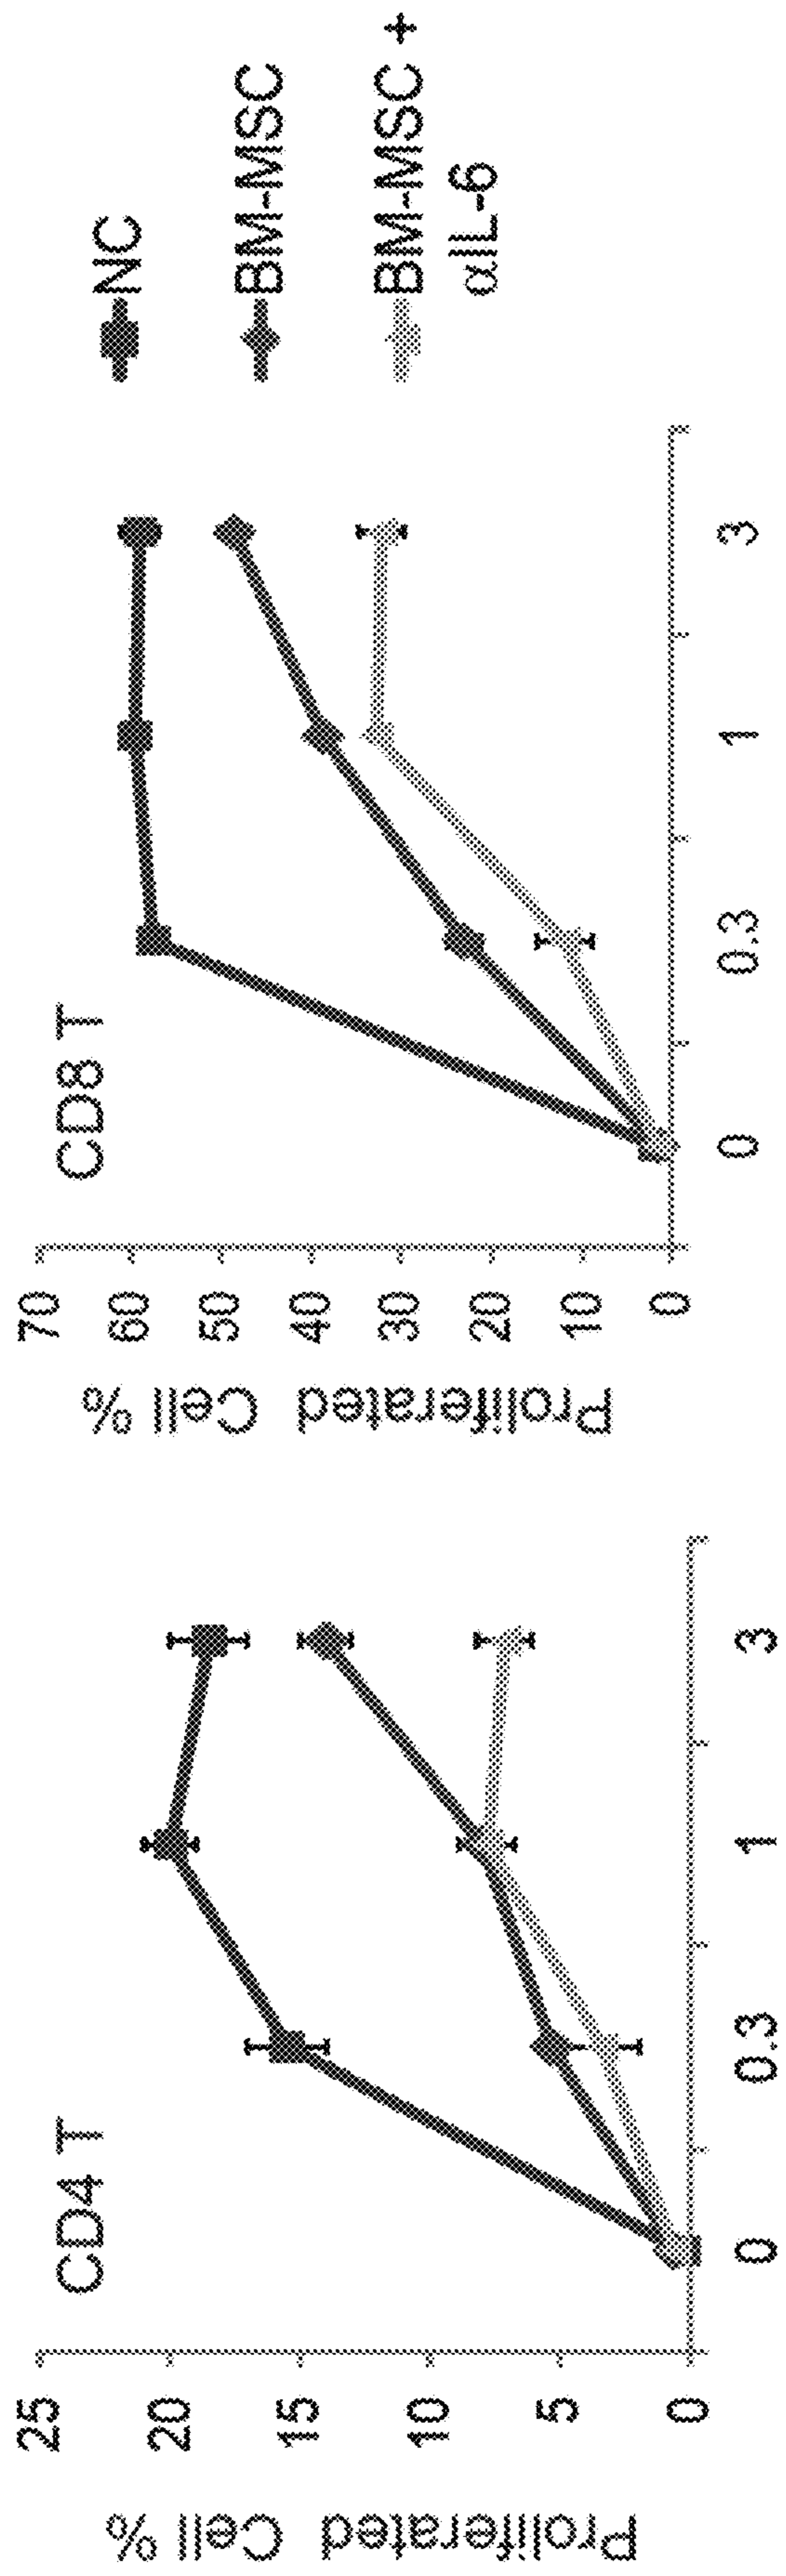 CD4 T
Proliferated Cell %
25
20
15
10
5
0
0 0.3 1 3
CD8 T
Proliferated Cell %
70
60
50
40
30
20
10
0
0 0.3 1 3
NC
BM-MSC
BM-MSC +
αIL-6